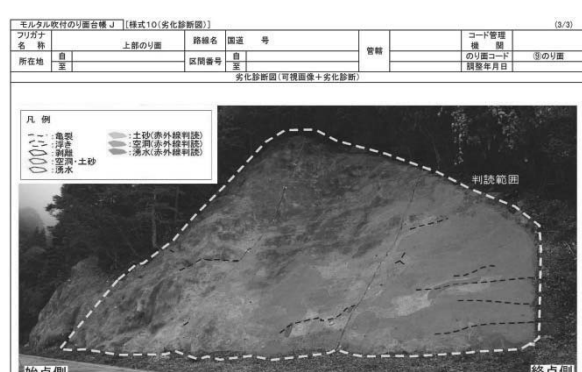 モルタル吹付のり面台帳 J [様式10(劣化診断図)] (3/3)
フリガナ
名 称 上部のり面 路線名 国道 号 管轄 コード管理機 関
所在地 自 至 区間番号 自 至 のり面コード ⑨のり面
調整年月日
劣化診断図(可視画像+劣化診断)
凡 例
:亀裂 :土砂(赤外線判読)
:浮き :空洞(赤外線判読)
:剥離 :湧水(赤外線判読)
:空洞・土砂
:湧水
判読範囲
始点側 終点側